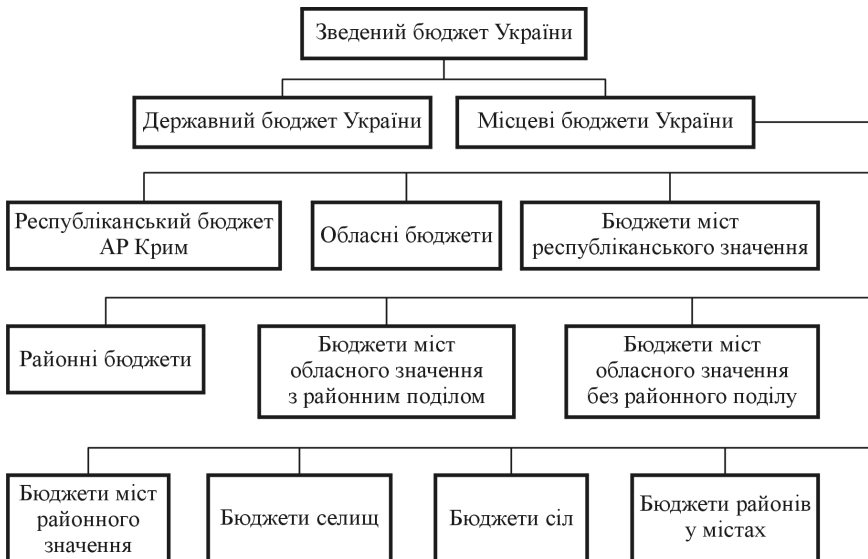 Зведений бюджет України
Державний бюджет України
Місцеві бюджети України
Республіканський бюджет
АР Крим
Обласні бюджети
Бюджети міст
республіканського значення
Районні бюджети
Бюджети міст
обласного значення
з районним поділом
Бюджети міст
обласного значення
без районного поділу
Бюджети міст
районного
значення
Бюджети селищ
Бюджети сіл
Бюджети районів
у містах